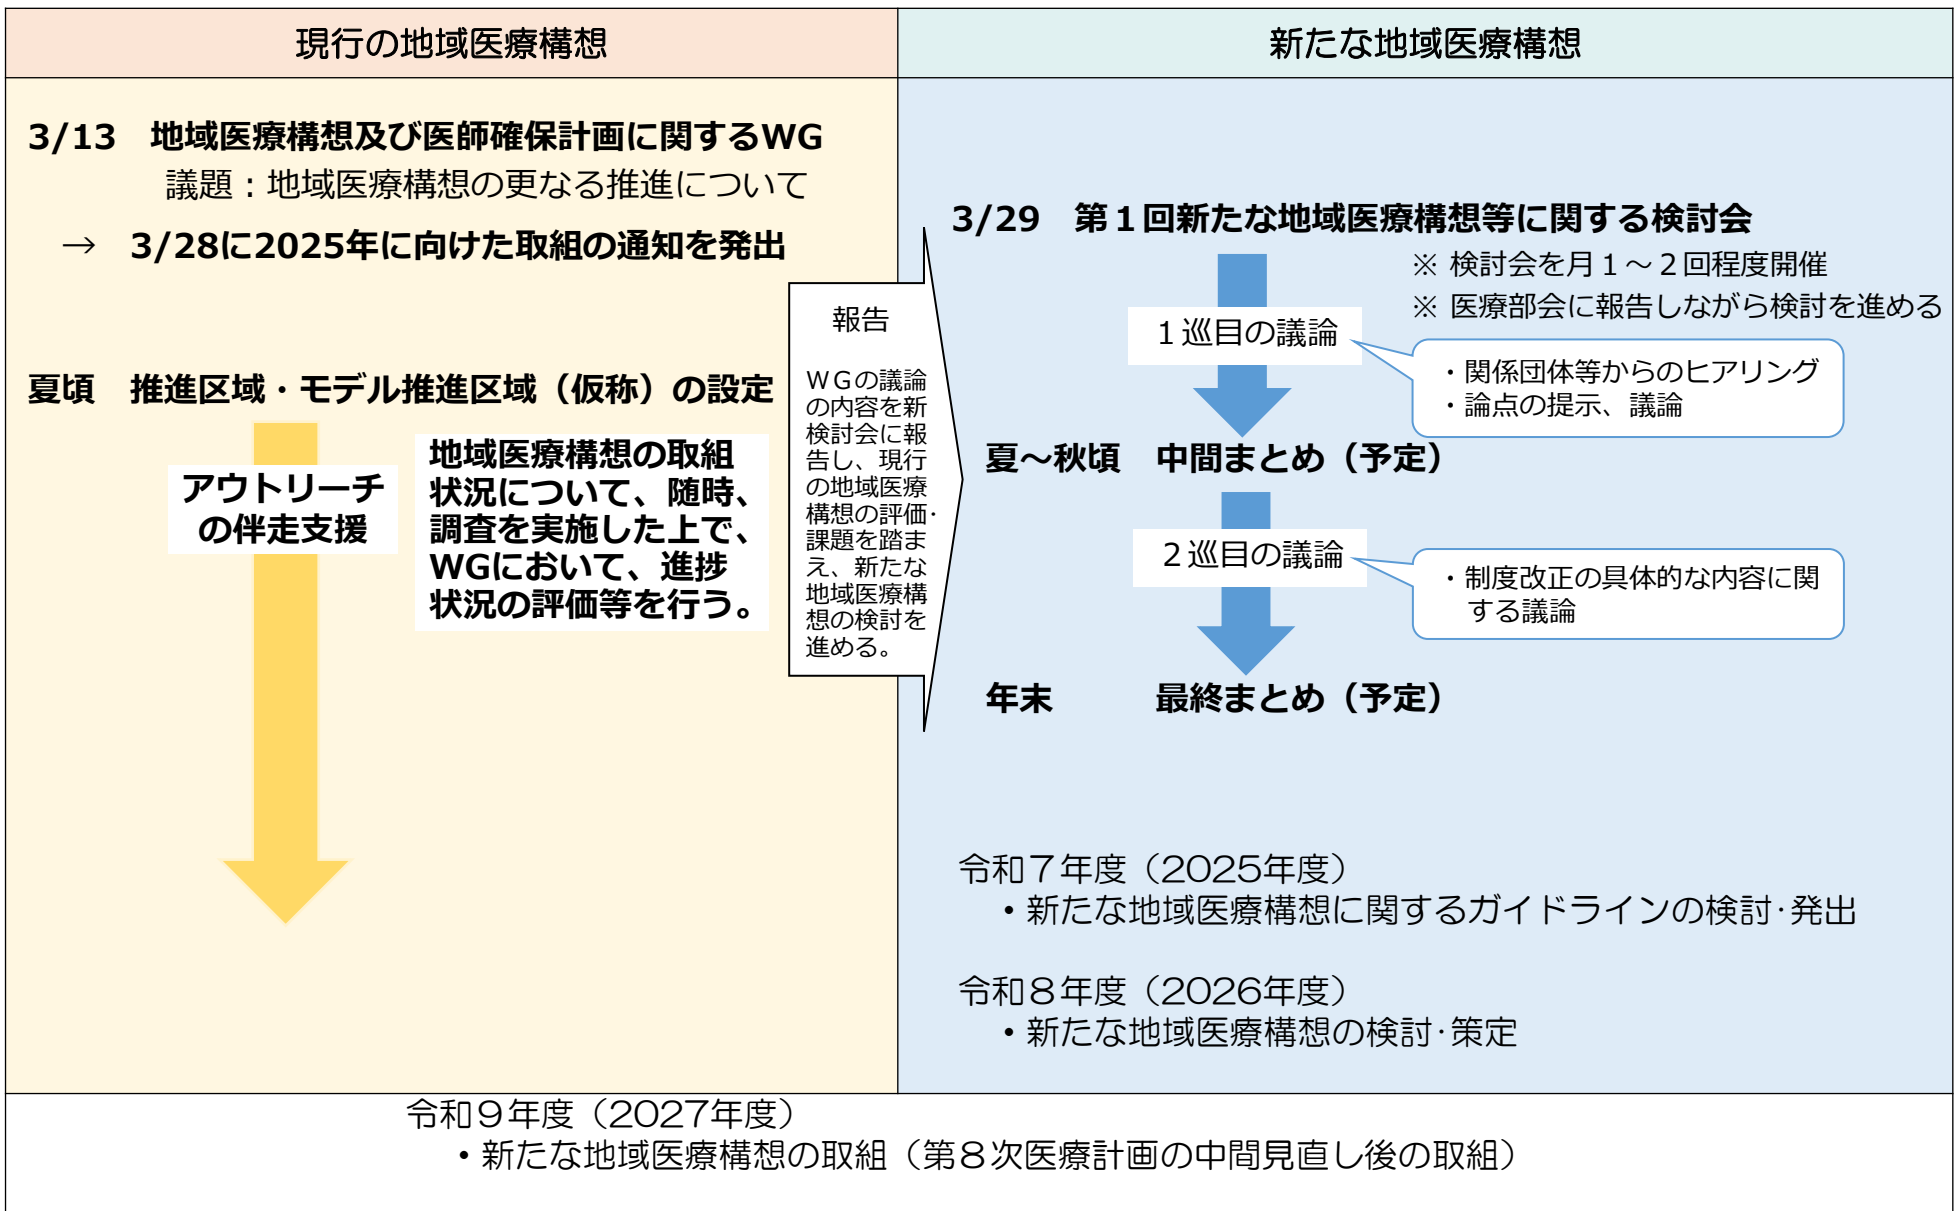 現行の地域医療構想
新たな地域医療構想
3/13　地域医療構想及び医師確保計画に関するWG
議題：地域医療構想の更なる推進について
→　3/28に2025年に向けた取組の通知を発出
夏頃　推進区域・モデル推進区域（仮称）の設定
アウトリーチ
の伴走支援
地域医療構想の取組
状況について、随時、
調査を実施した上で、
WGにおいて、進捗
状況の評価等を行う。
報告
ＷＧの議論
の内容を新
検討会に報
告し、現行
の地域医療
構想の評価･
課題を踏ま
え、新たな
地域医療構
想の検討を
進める。
3/29　第１回新たな地域医療構想等に関する検討会
※ 検討会を月１～２回程度開催
※ 医療部会に報告しながら検討を進める
１巡目の議論
・関係団体等からのヒアリング
・論点の提示、議論
夏～秋頃　中間まとめ（予定）
２巡目の議論
・制度改正の具体的な内容に関
する議論
年末　　　最終まとめ（予定）
令和７年度（2025年度）
・新たな地域医療構想に関するガイドラインの検討･発出
令和８年度（2026年度）
・新たな地域医療構想の検討･策定
令和９年度（2027年度）
・新たな地域医療構想の取組（第８次医療計画の中間見直し後の取組）